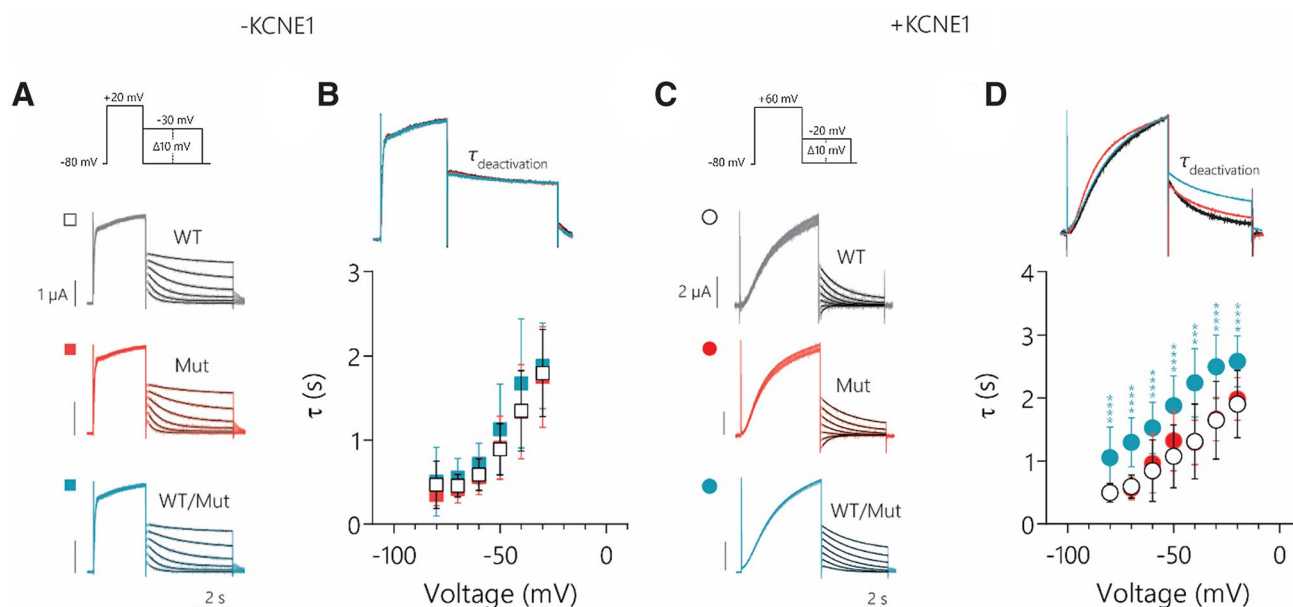 -KCNE1
+KCNE1
A
+20 mV
-30 mV
Δ10 mV
-80 mV
WT
1 µA
Mut
WT/Mut
2 s
B
τdeactivation
3
2
1
0
τ (s)
-100
-50
0
Voltage (mV)
C
+60 mV
-20 mV
Δ10 mV
-80 mV
WT
2 µA
Mut
WT/Mut
2 s
D
τdeactivation
4
3
2
1
0
τ (s)
****
****
****
****
***
****
****
-100
-50
0
Voltage (mV)